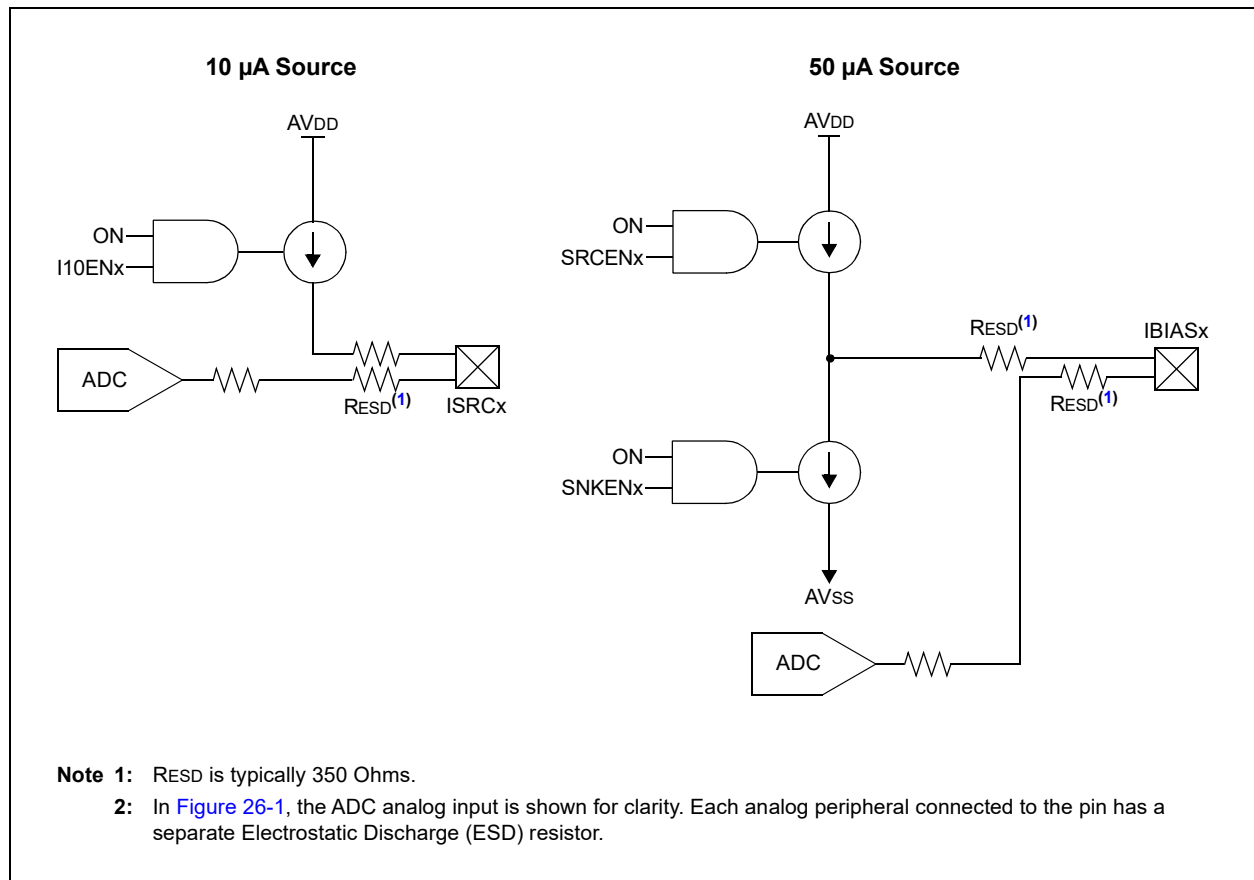 10 µA Source
AVDD
ON
I10ENx
ADC
RESD(1)
ISRCx
50 µA Source
AVDD
ON
SRCENx
RESD(1)
IBIASx
RESD(1)
ON
SNKENx
AVSS
ADC
Note 1: RESD is typically 350 Ohms.
2: In Figure 26-1, the ADC analog input is shown for clarity. Each analog peripheral connected to the pin has a
separate Electrostatic Discharge (ESD) resistor.